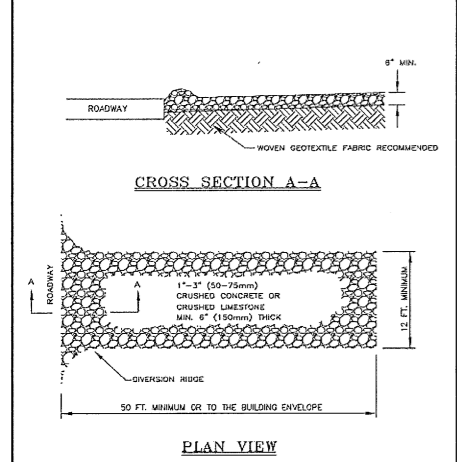 6" MIN.
ROADWAY
WOVEN GEOTEXTILE FABRIC RECOMMENDED
CROSS SECTION A-A
A
ROADWAY
A
1"-3" (50-75mm)
CRUSHED CONCRETE OR
CRUSHED LIMESTONE
MIN. 6" (150mm) THICK
12 FT. MINIMUM
DIVERSION RIDGE
50 FT. MINIMUM OR TO THE BUILDING ENVELOPE
PLAN VIEW